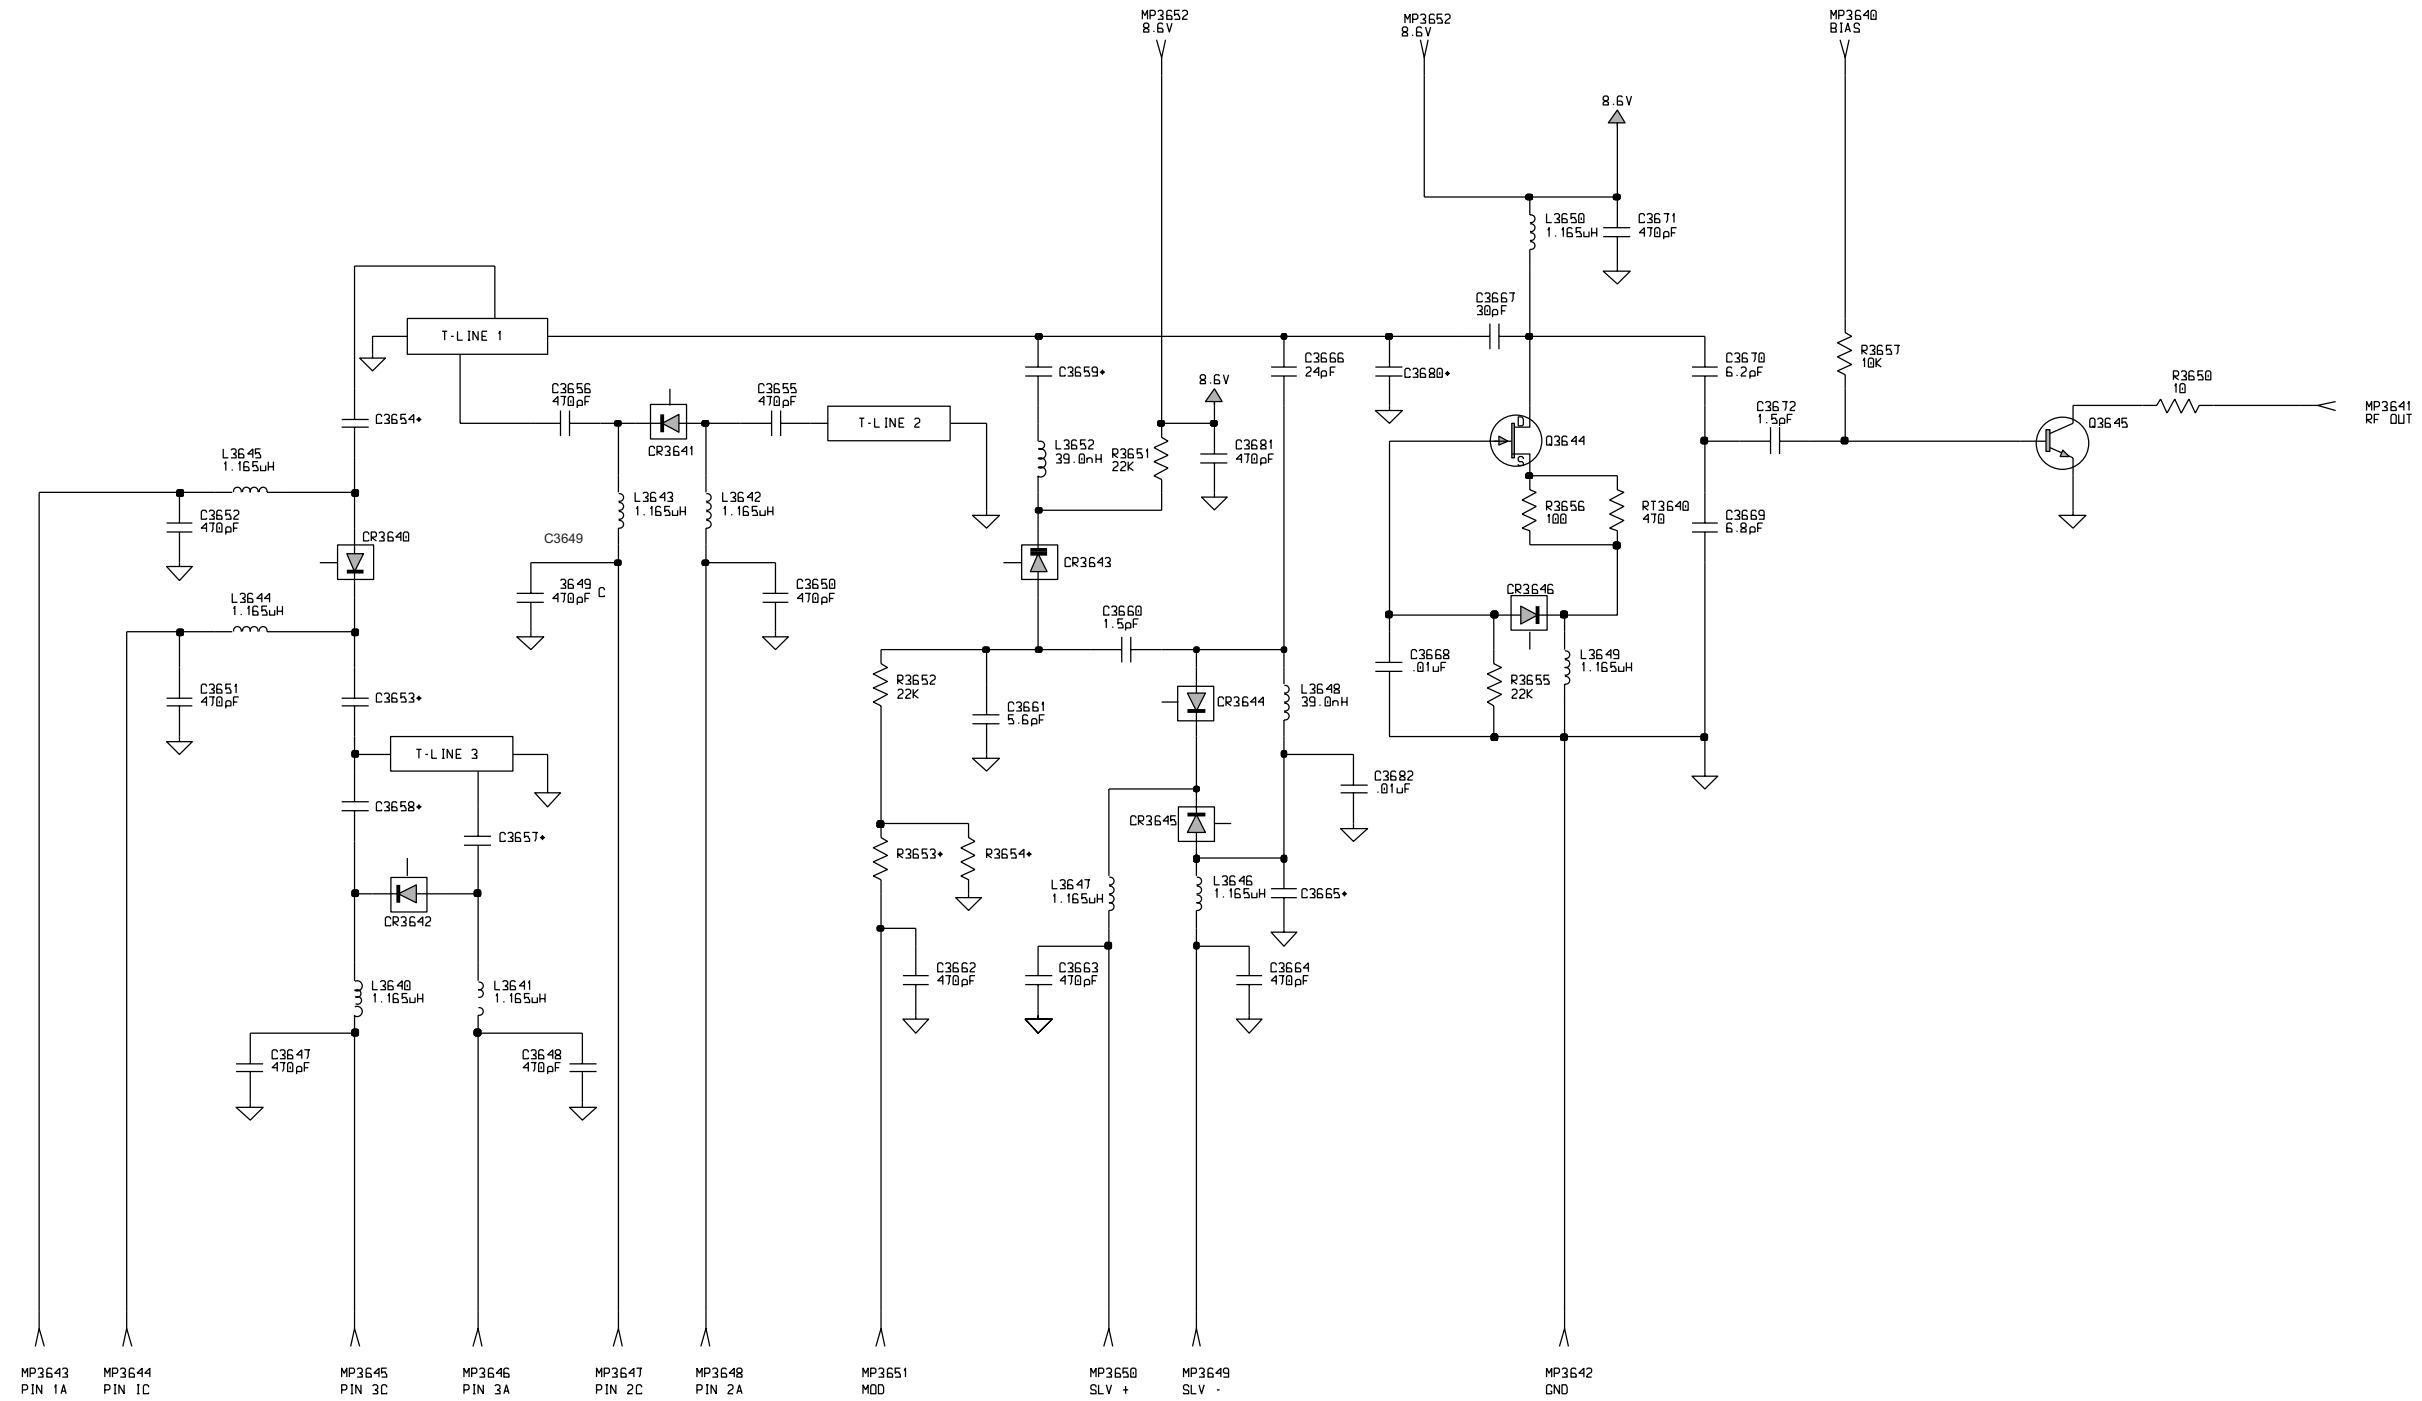 MP3652
8.6V
MP3652
8.6V
MP3640
BIAS
8.6V
L3650
1.165uH
C3671
470pF
C3667
30pF
T-LINE 1
C3666
24pF
C3680*
C3670
6.2pF
R3657
10K
C3659*
8.6V
C3656
470pF
C3655
470pF
R3650
10
C3654*
T-LINE 2
C3672
1.5pF
MP3641
RF OUT
Q3645
CR3641
L3652
39.0nH
R3651
22K
C3681
470pF
D
S
Q3644
L3645
1.165uH
L3643
1.165uH
L3642
1.165uH
R3656
100
RT3640
470
C3669
6.8pF
C3652
470pF
CR3640
C3649
CR3643
3649
470pF C
C3650
470pF
CR3646
L3644
1.165uH
C3660
1.5pF
C3668
.01uF
L3649
1.165uH
R3655
22K
C3651
470pF
C3653*
R3652
22K
C3661
5.6pF
CR3644
L3648
39.0nH
T-LINE 3
C3682
.01uF
C3658*
C3657*
CR3645
R3653*
R3654*
L3647
1.165uH
L3646
1.165uH
C3665*
CR3642
C3662
470pF
C3663
470pF
C3664
470pF
L3640
1.165uH
L3641
1.165uH
C3647
470pF
C3648
470pF
MP3643
PIN 1A
MP3644
PIN 1C
MP3645
PIN 3C
MP3646
PIN 3A
MP3647
PIN 2C
MP3648
PIN 2A
MP3651
MOD
MP3650
SLV +
MP3649
SLV -
MP3642
GND